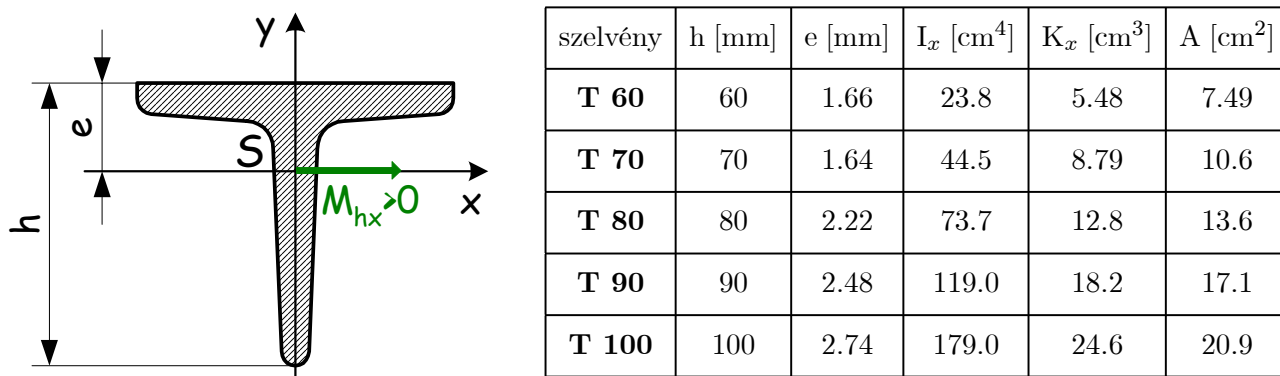 y
e
h
S
M_hx>0
x
szelvény h [mm] e [mm] I_x [cm^4] K_x [cm^3] A [cm^2]
T 60 60 1.66 23.8 5.48 7.49
T 70 70 1.64 44.5 8.79 10.6
T 80 80 2.22 73.7 12.8 13.6
T 90 90 2.48 119.0 18.2 17.1
T 100 100 2.74 179.0 24.6 20.9